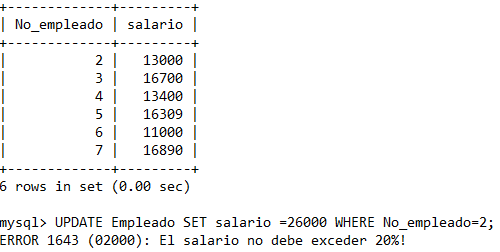 +-------------+---------+
| No_empleado | salario |
+-------------+---------+
|           2 |   13000 |
|           3 |   16700 |
|           4 |   13400 |
|           5 |   16309 |
|           6 |   11000 |
|           7 |   16890 |
+-------------+---------+
6 rows in set (0.00 sec)
mysql> UPDATE Empleado SET salario =26000 WHERE No_empleado=2;
ERROR 1643 (02000): El salario no debe exceder 20%!